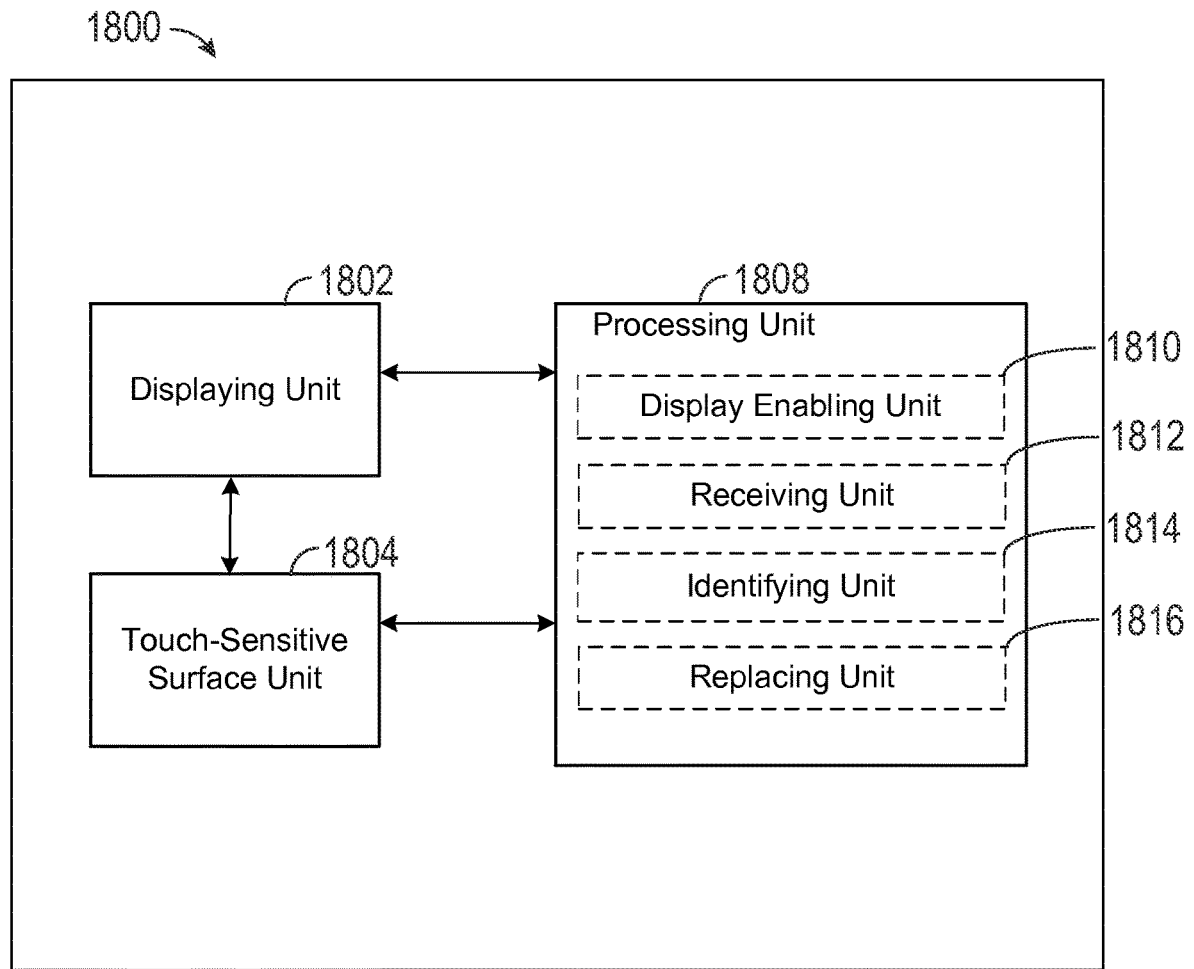 1800
1802
Displaying Unit
1804
Touch-Sensitive
Surface Unit
1808
Processing Unit
1810
Display Enabling Unit
1812
Receiving Unit
1814
Identifying Unit
1816
Replacing Unit